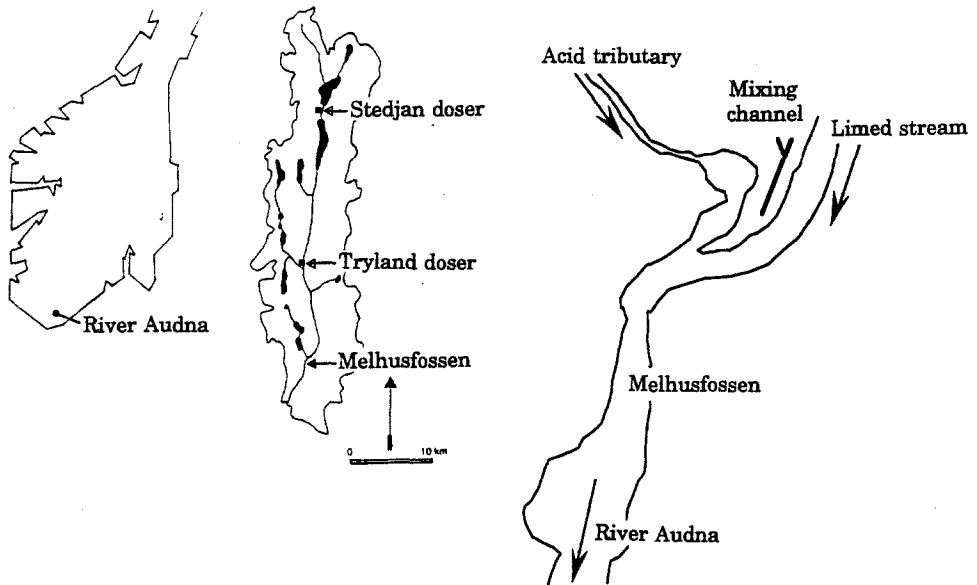 River Audna
Stedjan doser
Tryland doser
Melhusfossen
0 10 km
Acid tributary
Mixing
channel
Limed stream
Melhusfossen
River Audna